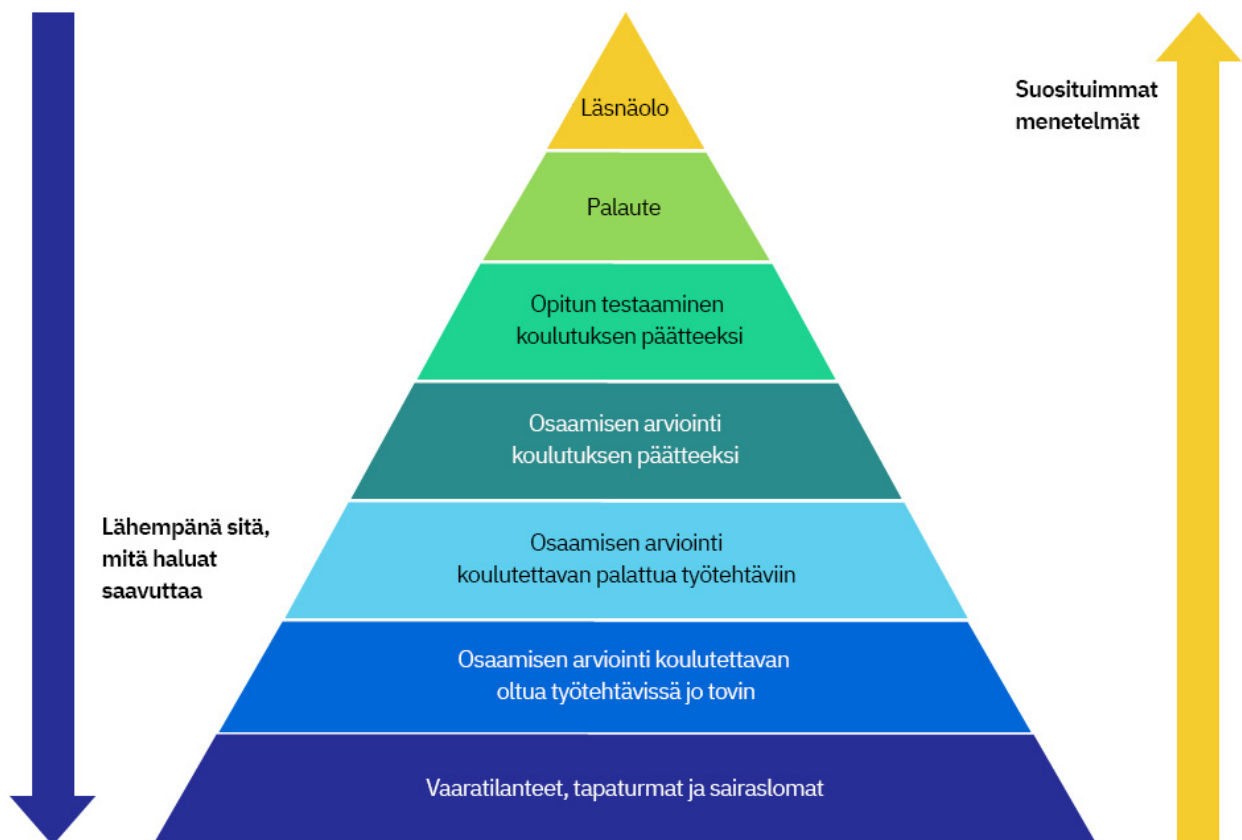 Läsnäolo
Suosituimmat
menetelmät
Palaute
Opitun testaaminen
koulutuksen päätteeksi
Osaamisen arviointi
koulutuksen päätteeksi
Lähempänä sitä,
mitä haluat
saavuttaa
Osaamisen arviointi
koulutettavan palattua työtehtäviin
Osaamisen arviointi koulutettavan
oltua työtehtävissä jo tovin
Vaaratilanteet, tapaturmat ja sairaslomat